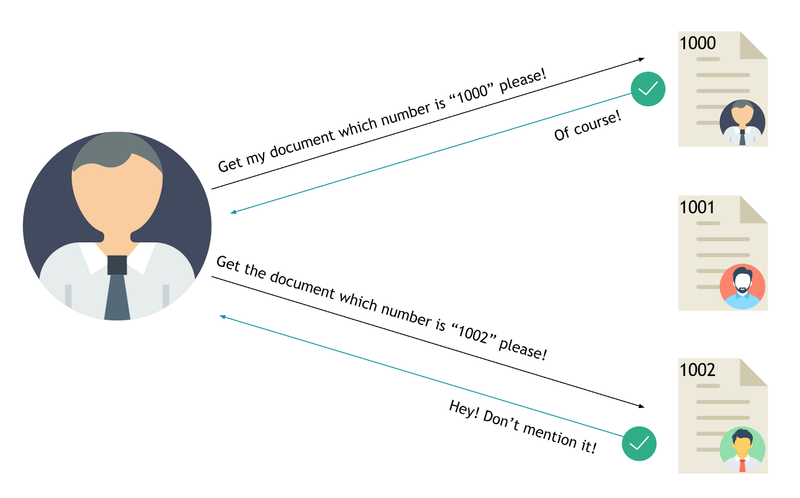 1000
Get my document which number is “1000” please!
Of course!
1001
Get the document which number is “1002” please!
1002
Hey! Don’t mention it!